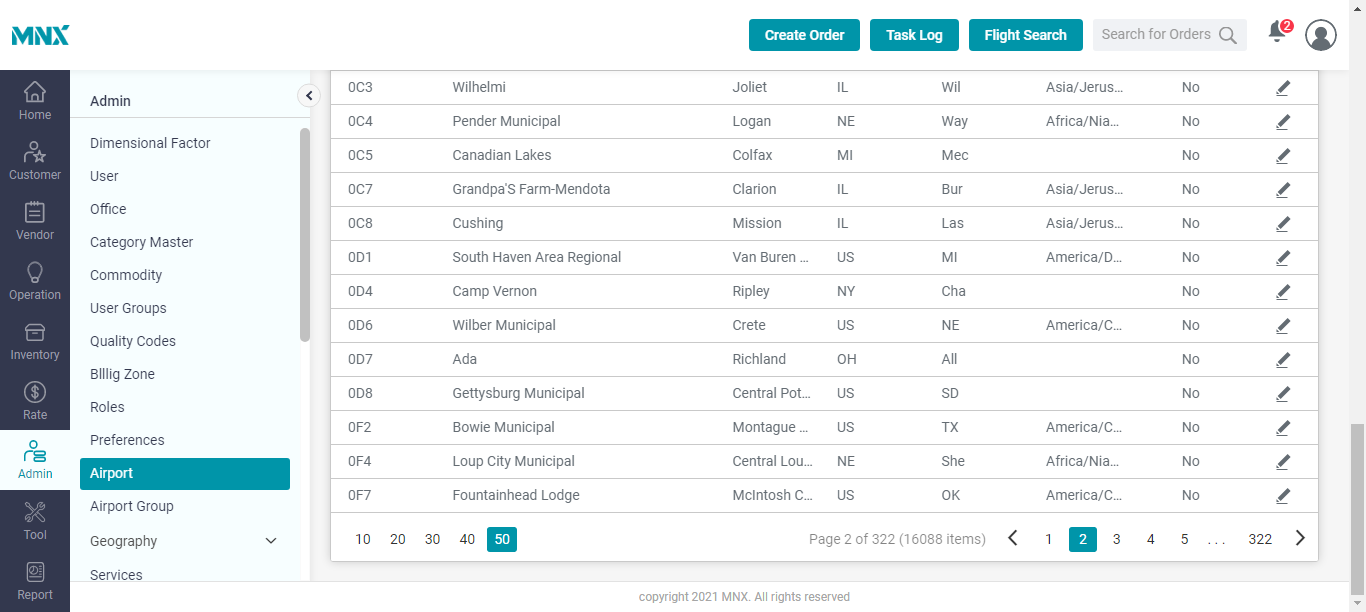 MNX
Create Order
Task Log
Flight Search
Search for Orders
2
Home
Customer
Vendor
Operation
Inventory
Rate
Admin
Tool
Report
Admin
Dimensional Factor
User
Office
Category Master
Commodity
User Groups
Quality Codes
Blllig Zone
Roles
Preferences
Airport
Airport Group
Geography
Services
0C3 Wilhelmi Joliet IL Wil Asia/Jerus... No
0C4 Pender Municipal Logan NE Way Africa/Nia... No
0C5 Canadian Lakes Colfax MI Mec No
0C7 Grandpa'S Farm-Mendota Clarion IL Bur Asia/Jerus... No
0C8 Cushing Mission IL Las Asia/Jerus... No
0D1 South Haven Area Regional Van Buren ... US MI America/D... No
0D4 Camp Vernon Ripley NY Cha No
0D6 Wilber Municipal Crete US NE America/C... No
0D7 Ada Richland OH All No
0D8 Gettysburg Municipal Central Pot... US SD No
0F2 Bowie Municipal Montague ... US TX America/C... No
0F4 Loup City Municipal Central Lou... NE She Africa/Nia... No
0F7 Fountainhead Lodge McIntosh C... US OK America/C... No
10 20 30 40 50 Page 2 of 322 (16088 items) 1 2 3 4 5 ... 322
copyright 2021 MNX. All rights reserved